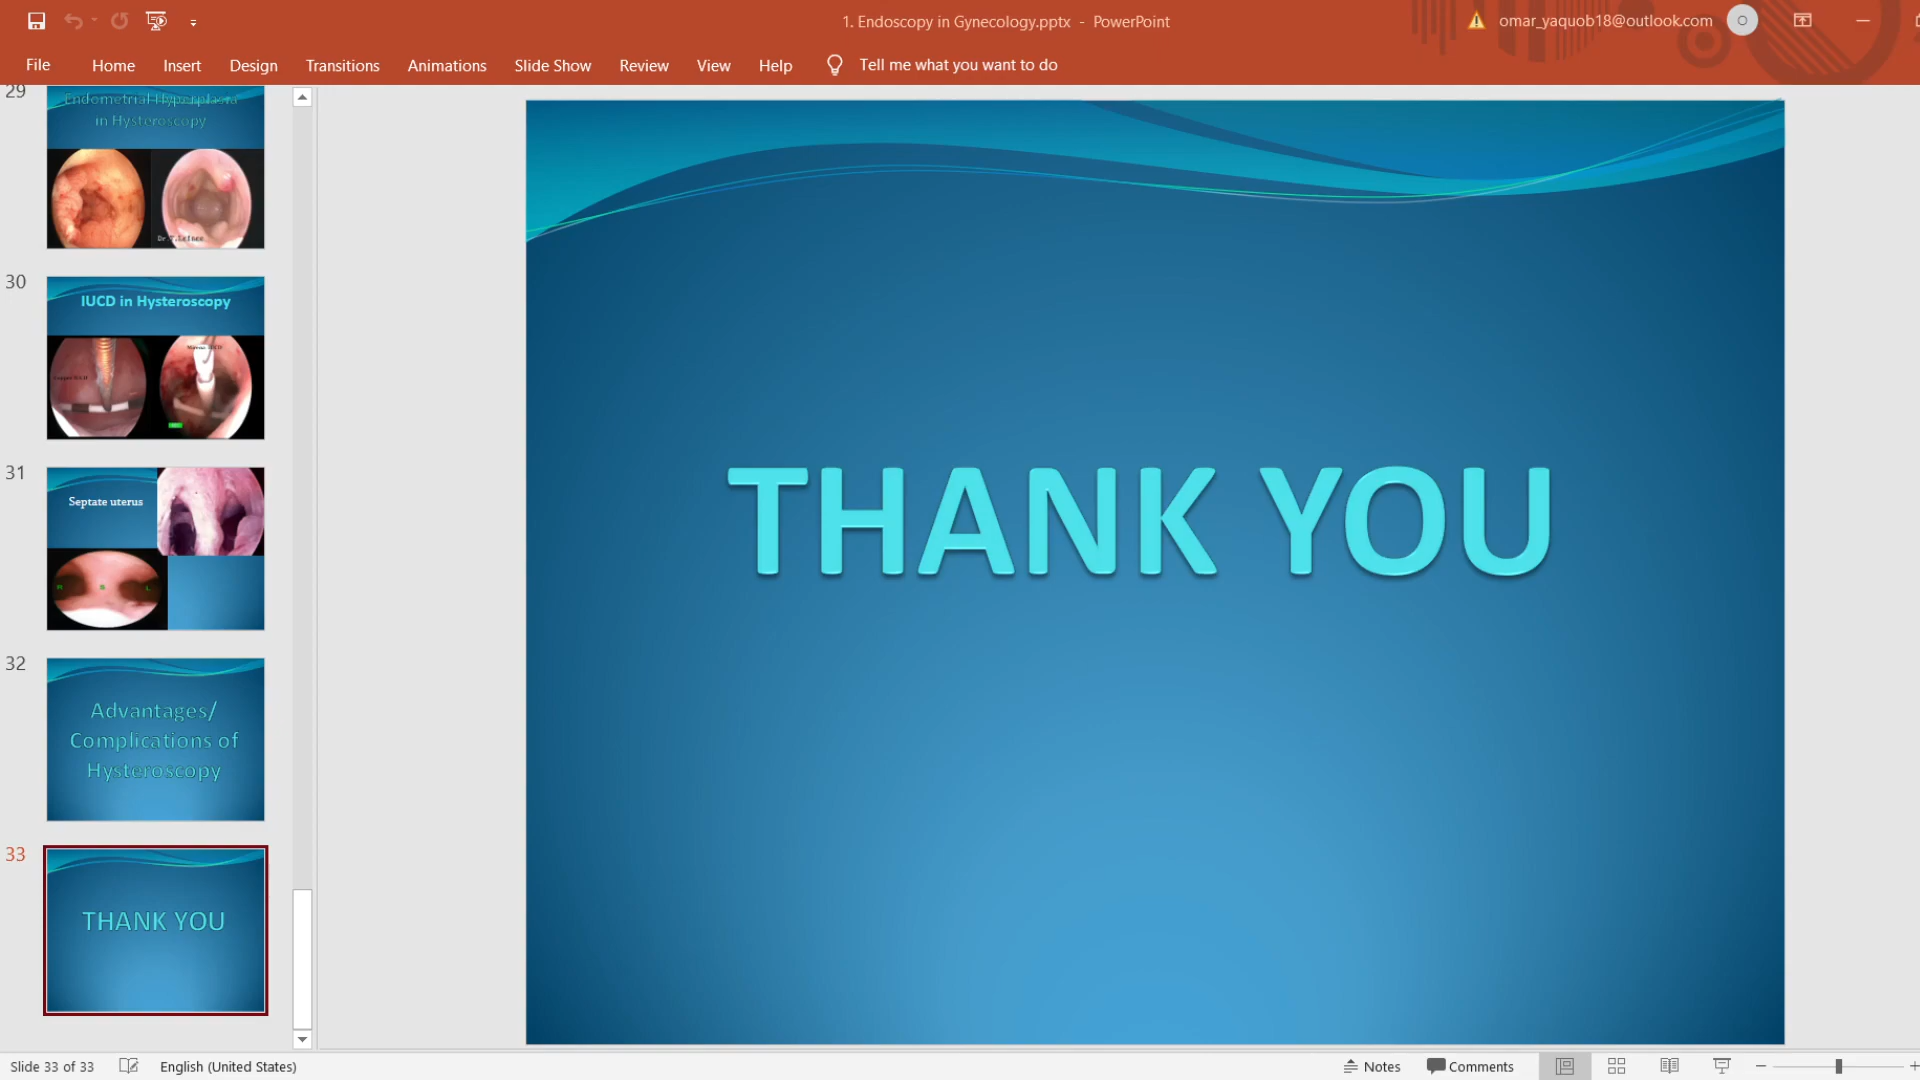 1. Endoscopy in Gynecology.pptx - PowerPoint
omar_yaquob18@outlook.com
O
File
Home
Insert
Design
Transitions
Animations
Slide Show
Review
View
Help
Tell me what you want to do
29
Endometrial Hyperplasia
in Hysteroscopy
30
IUCD in Hysteroscopy
31
Septate uterus
32
Advantages/
Complications of
Hysteroscopy
33
THANK YOU
THANK YOU
Slide 33 of 33
English (United States)
Notes
Comments